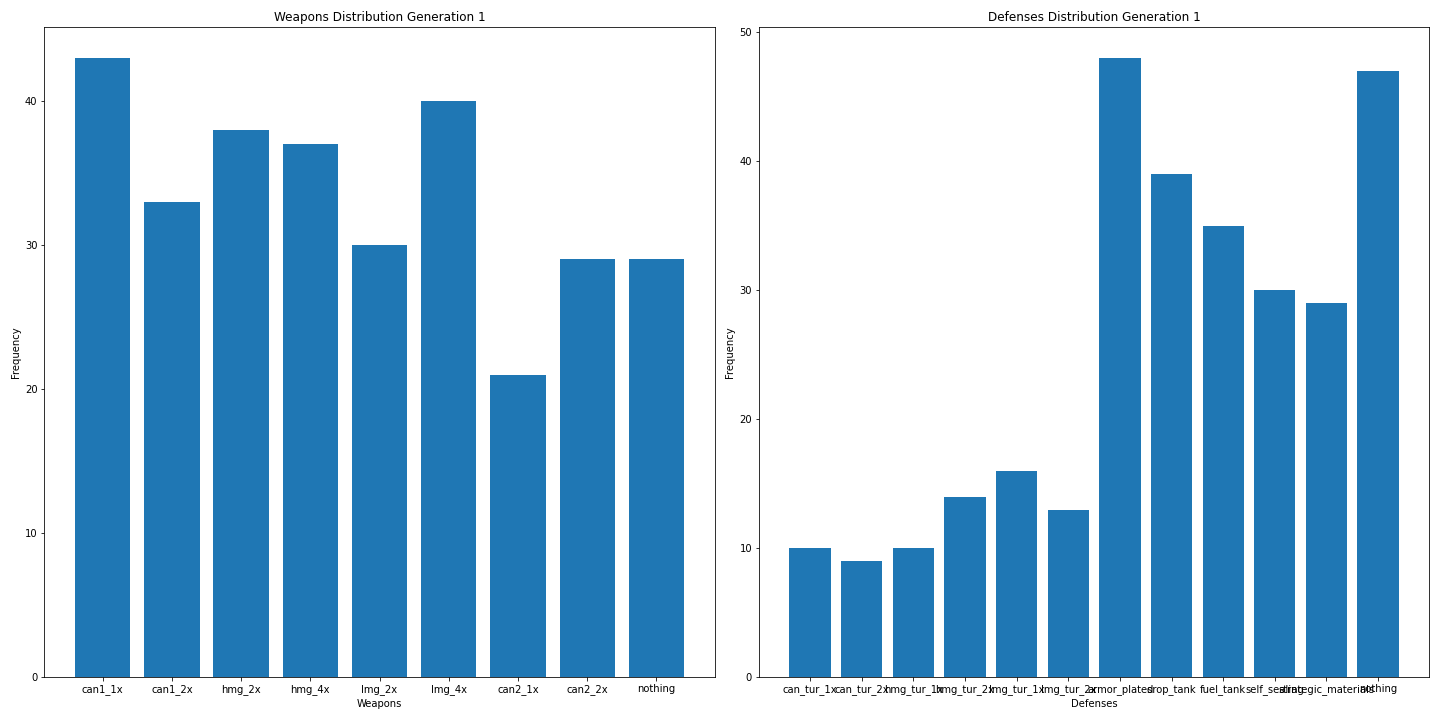 Weapons Distribution Generation 1
Frequency
40
30
20
10
0
can1_1x can1_2x hmg_2x hmg_4x lmg_2x lmg_4x can2_1x can2_2x nothing
Weapons
Defenses Distribution Generation 1
Frequency
50
40
30
20
10
0
can_tur_1x can_tur_2x hmg_tur_1x hmg_tur_2x lmg_tur_1x lmg_tur_2x armor_plated drop_tank fuel_tank self_sealing strategic_materials nothing
Defenses